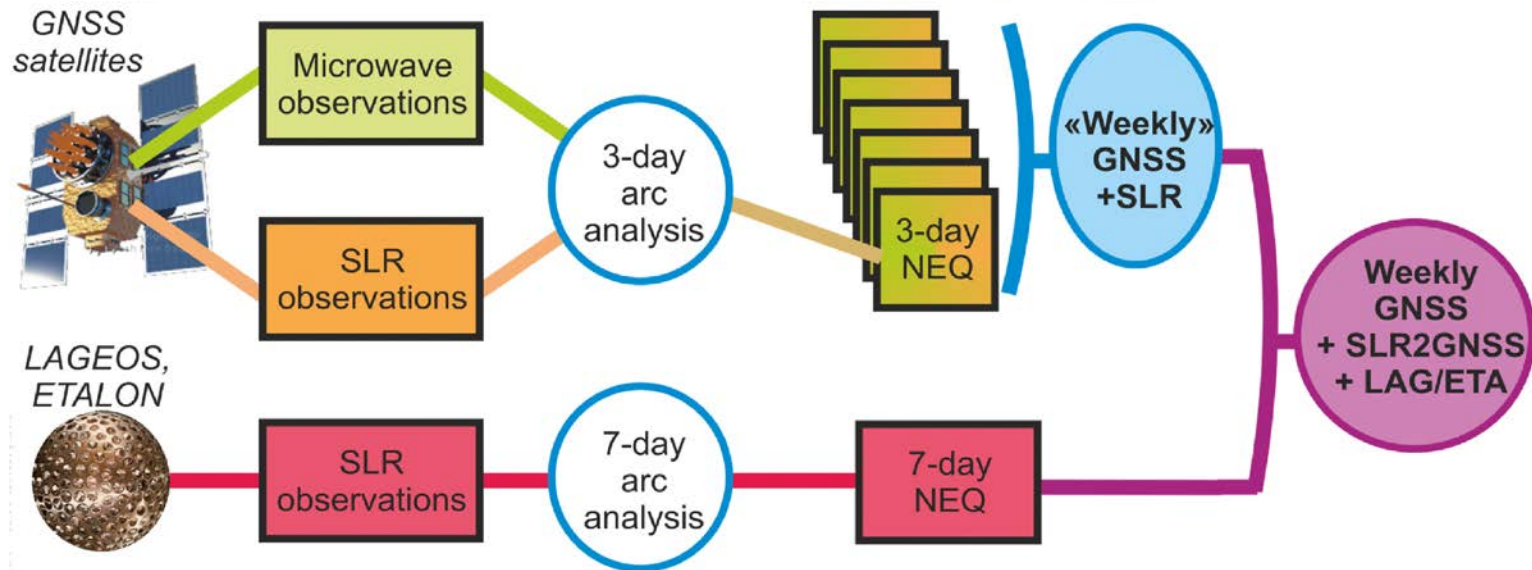 GNSS
satellites
Microwave
observations
SLR
observations
3-day
arc
analysis
3-day
NEQ
«Weekly»
GNSS
+SLR
LAGEOS,
ETALON
SLR
observations
7-day
arc
analysis
7-day
NEQ
Weekly
GNSS
+ SLR2GNSS
+ LAG/ETA